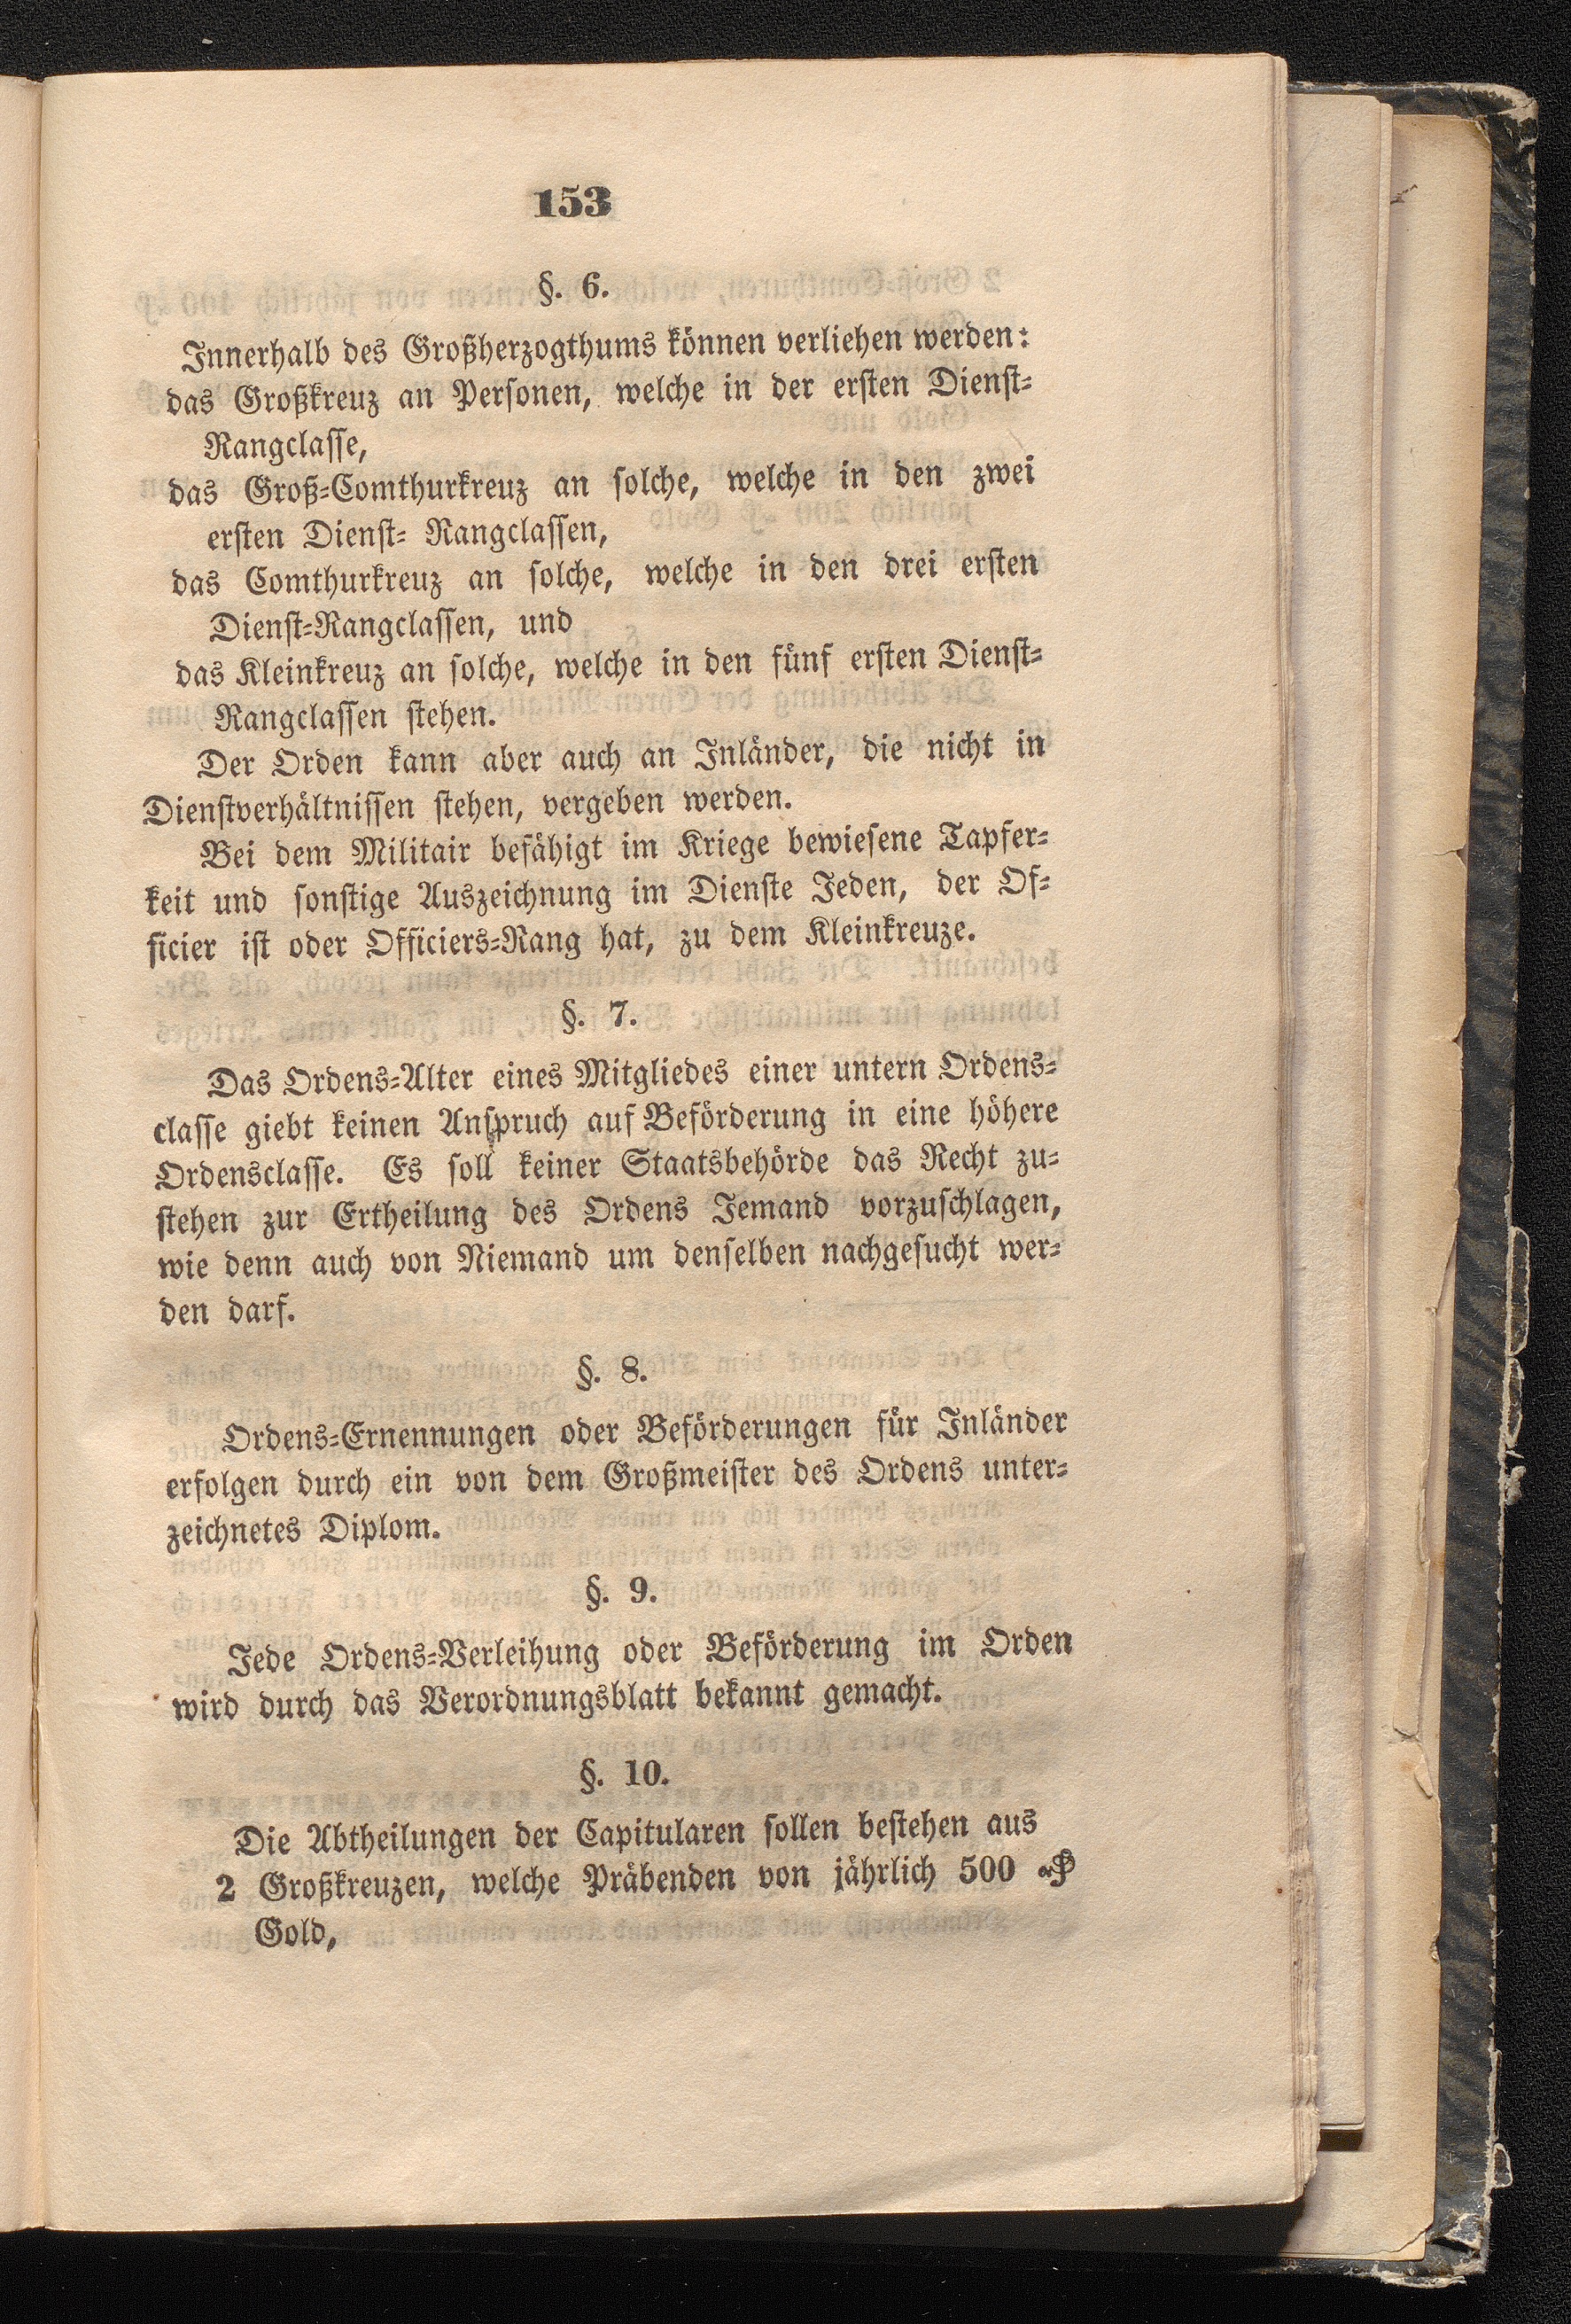 153
§. 6.
Innerhalb des Großherzogthums können verliehen werden:
das Großkreuz an Personen, welche in der ersten Dienst-
Rangclasse,
das Groß-Comthurkreuz an solche, welche in den zwei
ersten Dienst- Rangclassen,
das Comthurkreuz an solche, welche in den drei ersten
Dienst-Rangclassen, und
das Kleinkreuz an solche, welche in den fünf ersten Dienst-
Rangclassen stehen.
Der Orden kann aber auch an Inländer, die nicht in
Dienstverhältnissen stehen, vergeben werden.
Bei dem Militair befähigt im Kriege bewiesene Tapfer-
keit und sonstige Auszeichnung im Dienste Jeden, der Of-
ficier ist oder Officiers-Rang hat, zu dem Kleinkreuze.
§. 7.
Das Ordens-Alter eines Mitgliedes einer untern Ordens-
classe giebt keinen Anspruch auf Beförderung in eine höhere
Ordensclasse. Es soll keiner Staatsbehörde das Recht zu-
stehen zur Ertheilung des Ordens Jemand vorzuschlagen,
wie denn auch von Niemand um denselben nachgesucht wer-
den darf.
§. 8.
Ordens-Ernennungen oder Beförderungen für Inländer
erfolgen durch ein von dem Großmeister des Ordens unter-
zeichnetes Diplom.
§. 9.
Jede Ordens-Verleihung oder Beförderung im Orden
wird durch das Verordnungsblatt bekannt gemacht.
§. 10.
Die Abtheilungen der Capitularen sollen bestehen aus
2 Großkreuzen, welche Präbenden von jährlich 500 ₰
Gold,